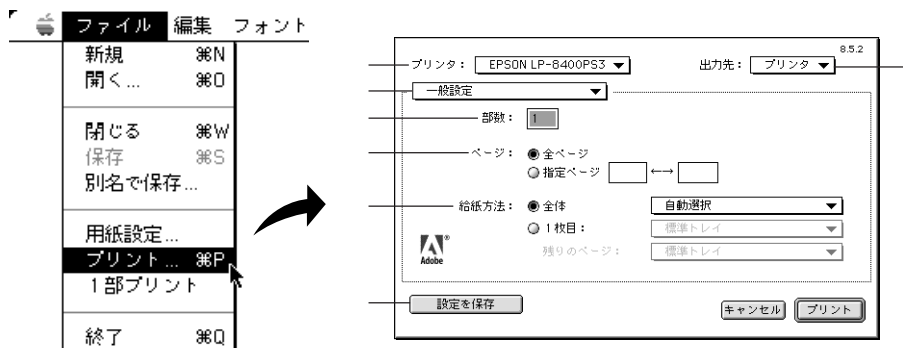 ファイル 編集 フォント
新規 ⌘N
開く... ⌘O
閉じる ⌘W
保存 ⌘S
別名で保存...
用紙設定...
プリント... ⌘P
1部プリント
終了 ⌘Q
8.5.2
プリンタ： EPSON LP-8400PS3 出力先： プリンタ
一般設定
部数： 1
ページ： 全ページ
指定ページ ←→
給紙方法： 全体 自動選択
1枚目： 標準トレイ
残りのページ： 標準トレイ
Adobe®
設定を保存 キャンセル プリント